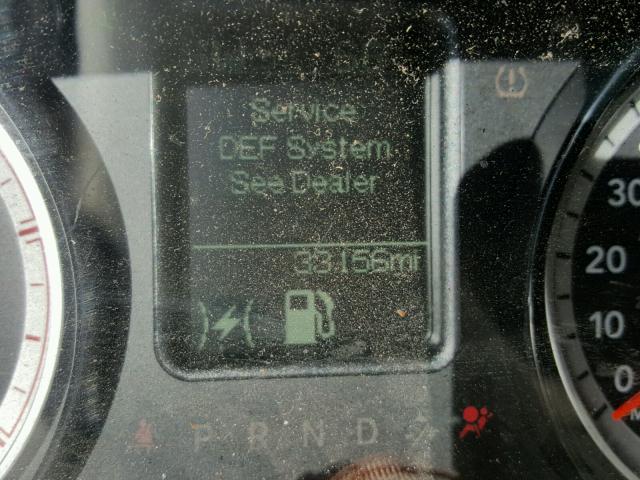 Service
DEF System
See Dealer
33156mi
30
20
10
0
P R N D
M